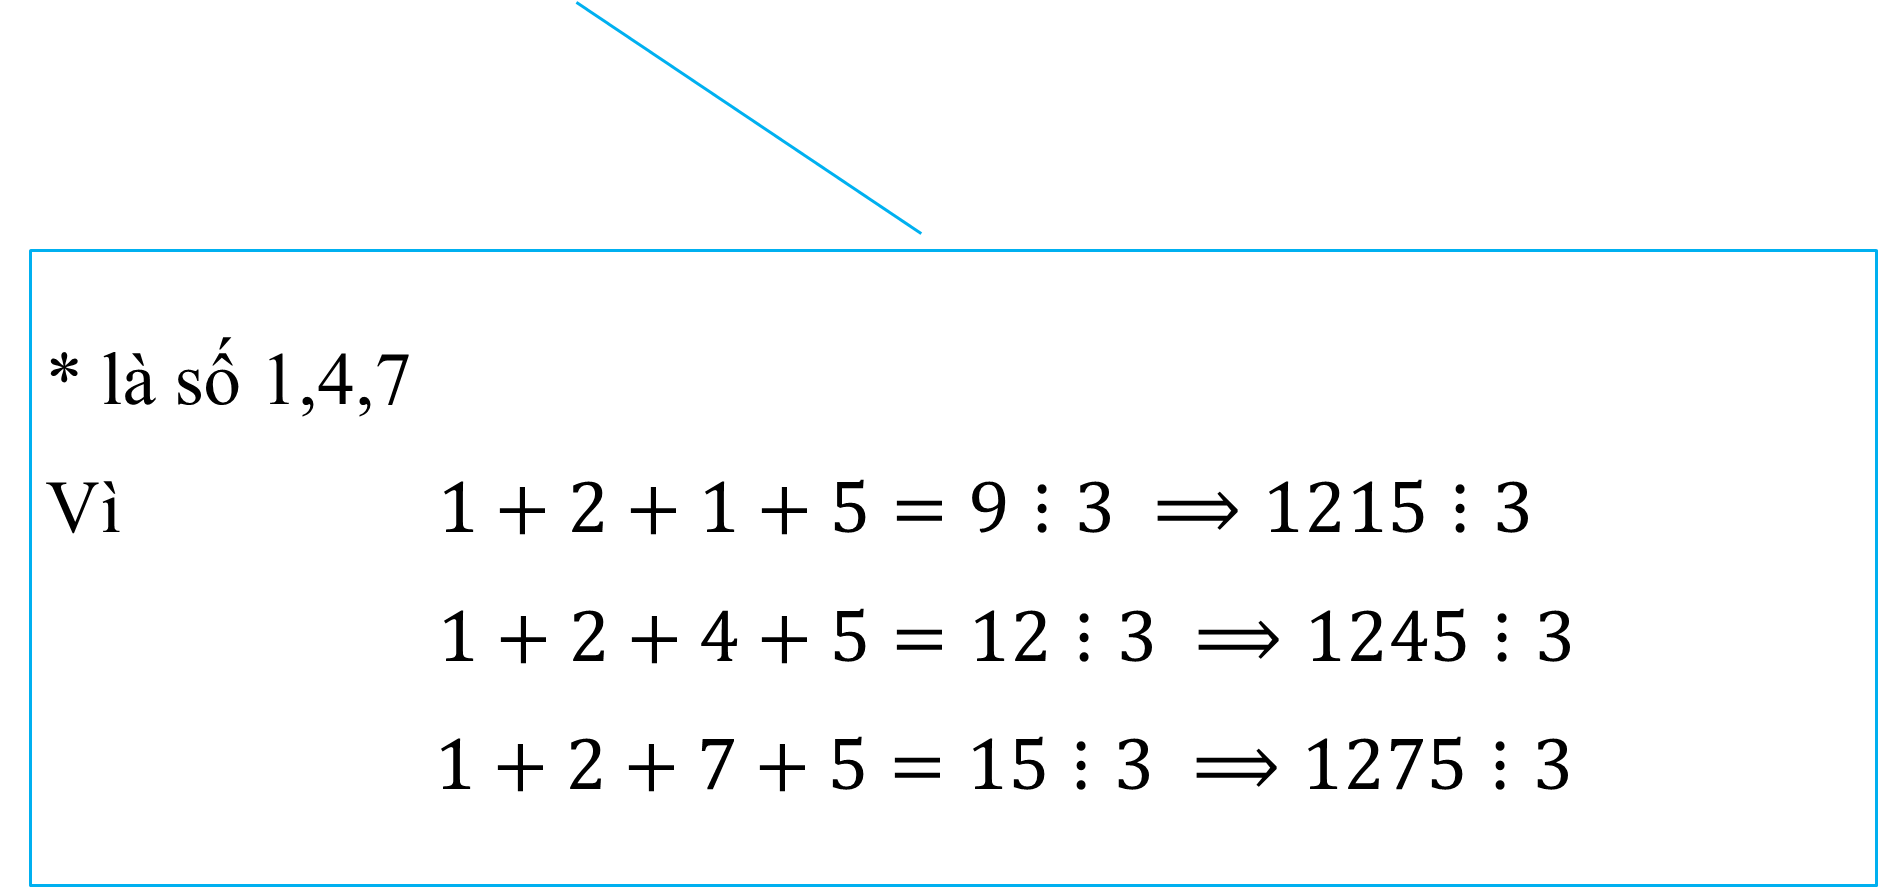 * là số 1,4,7
Vì 1 + 2 + 1 + 5 = 9 ⋮ 3 ⟹ 1215 ⋮ 3
1 + 2 + 4 + 5 = 12 ⋮ 3 ⟹ 1245 ⋮ 3
1 + 2 + 7 + 5 = 15 ⋮ 3 ⟹ 1275 ⋮ 3